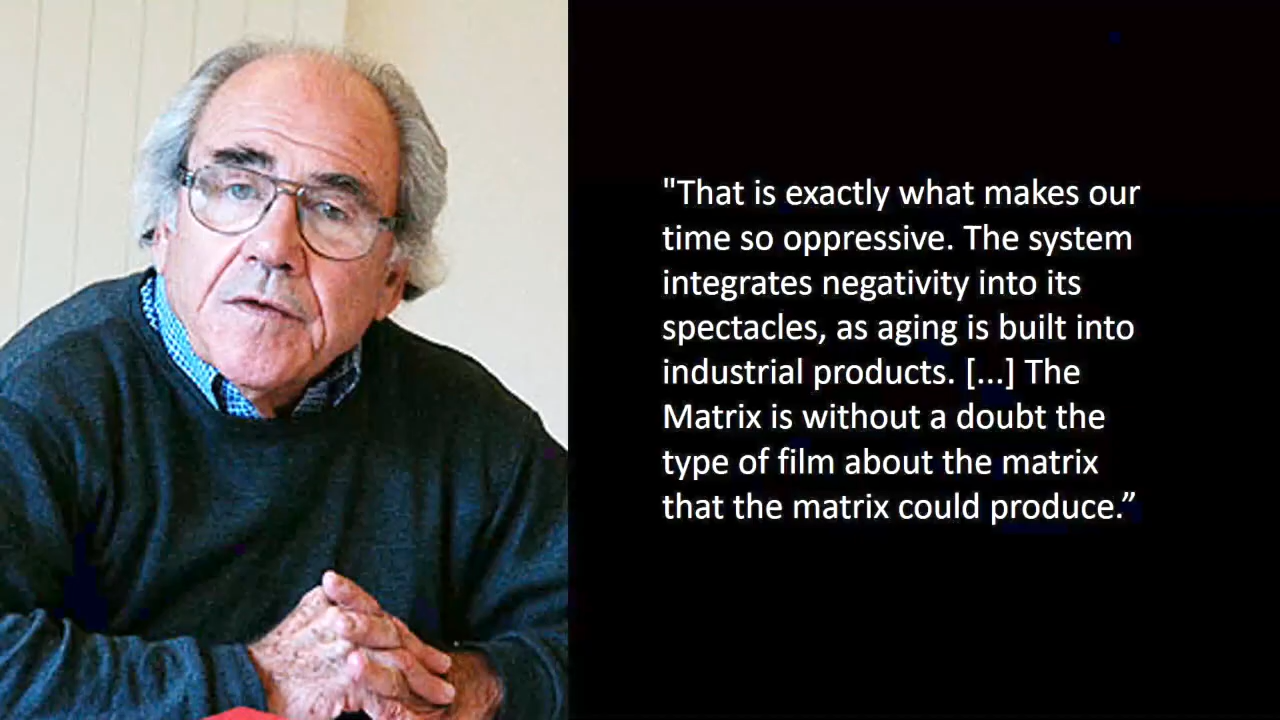 "That is exactly what makes our
time so oppressive. The system
integrates negativity into its
spectacles, as aging is built into
industrial products. [...] The
Matrix is without a doubt the
type of film about the matrix
that the matrix could produce.”